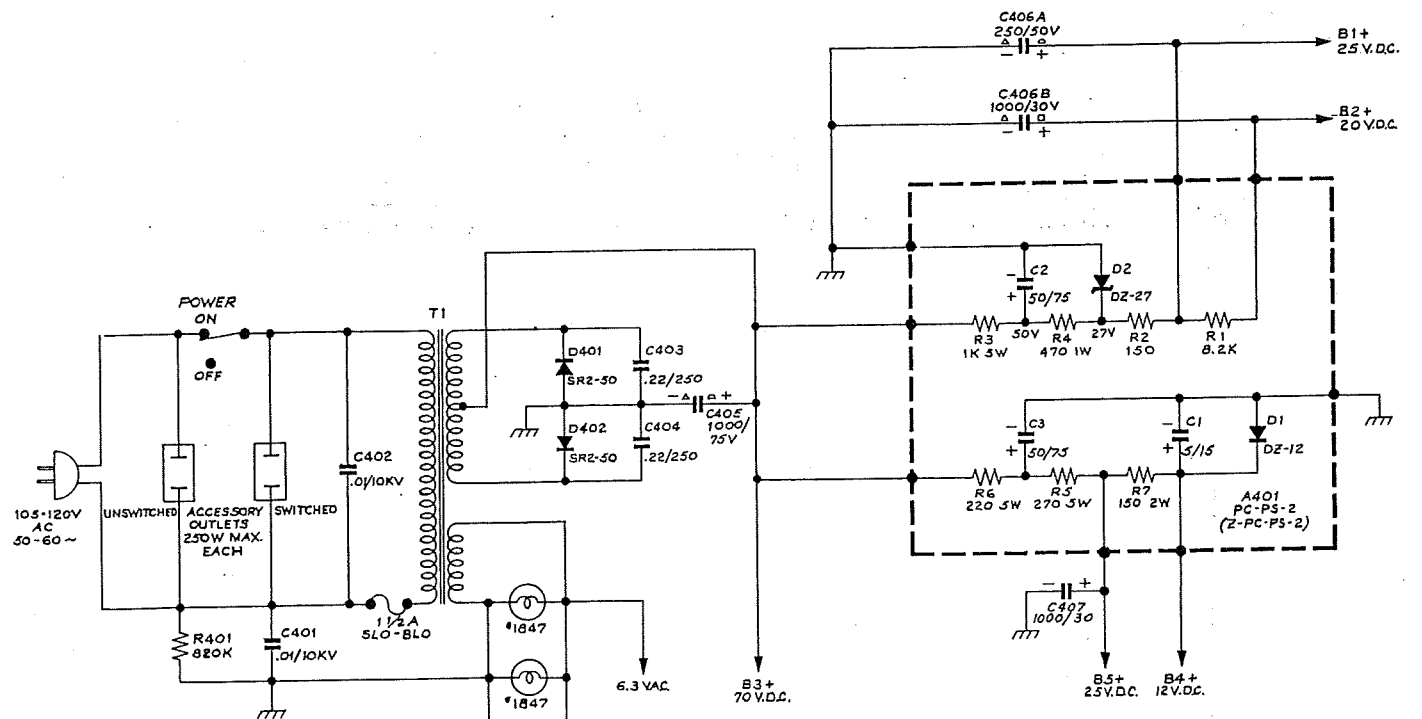 C406A
250/50V
- +
B1+
25 V.D.C.
C406B
1000/30V
- +
B2+
20 V.D.C.
POWER
ON
OFF
T1
D401
SR2-50
C403
.22/250
D402
SR2-50
C404
.22/250
- +
C405
1000/
75V
- C2
+ 50/75
D2
DZ-27
R3
1K 5W
50V
R4
470 1W
27V
R2
150
R1
8.2K
- C3
+ 50/75
- C1
+ 5/15
D1
DZ-12
R6
220 5W
R5
270 5W
R7
150 2W
A401
PC-PS-2
(Z-PC-PS-2)
C402
.01/10KV
105-120V
AC
50-60~
UNSWITCHED
ACCESSORY
OUTLETS
250W MAX.
EACH
SWITCHED
R401
820K
C401
.01/10KV
1 1/2 A
SLO-BLO
1847
1847
6.3 VAC.
B3+
70 V.D.C.
- +
C407
1000/30
B5+
25 V.D.C.
B4+
12V.D.C.